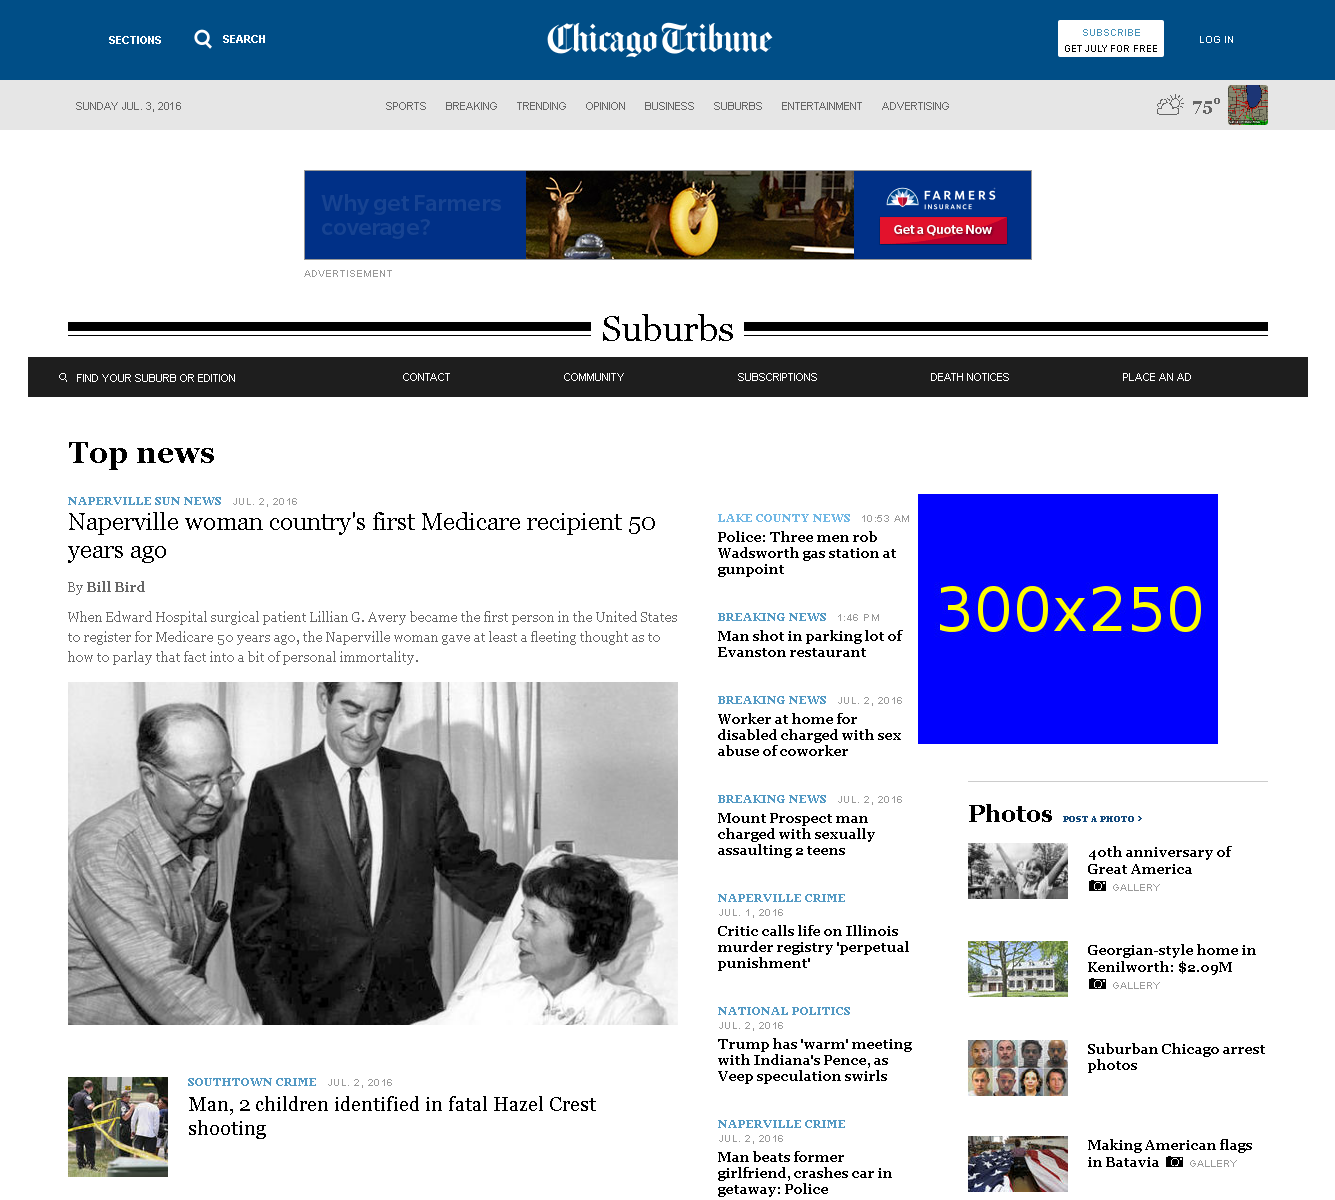 SECTIONS
SEARCH
Chicago Tribune
SUBSCRIBE
GET JULY FOR FREE
LOG IN
SUNDAY JUL. 3, 2016
SPORTS BREAKING TRENDING OPINION BUSINESS SUBURBS ENTERTAINMENT ADVERTISING
75°
Why get Farmers
coverage?
FARMERS
INSURANCE
Get a Quote Now
ADVERTISEMENT
Suburbs
FIND YOUR SUBURB OR EDITION CONTACT COMMUNITY SUBSCRIPTIONS DEATH NOTICES PLACE AN AD
Top news
NAPERVILLE SUN NEWS JUL. 2, 2016
Naperville woman country's first Medicare recipient 50
years ago
By Bill Bird
When Edward Hospital surgical patient Lillian G. Avery became the first person in the United States
to register for Medicare 50 years ago, the Naperville woman gave at least a fleeting thought as to
how to parlay that fact into a bit of personal immortality.
SOUTHTOWN CRIME JUL. 2, 2016
Man, 2 children identified in fatal Hazel Crest
shooting
LAKE COUNTY NEWS 10:53 AM
Police: Three men rob
Wadsworth gas station at
gunpoint
BREAKING NEWS 1:46 PM
Man shot in parking lot of
Evanston restaurant
BREAKING NEWS JUL. 2, 2016
Worker at home for
disabled charged with sex
abuse of coworker
BREAKING NEWS JUL. 2, 2016
Mount Prospect man
charged with sexually
assaulting 2 teens
NAPERVILLE CRIME
JUL. 1, 2016
Critic calls life on Illinois
murder registry 'perpetual
punishment'
NATIONAL POLITICS
JUL. 2, 2016
Trump has 'warm' meeting
with Indiana's Pence, as
Veep speculation swirls
NAPERVILLE CRIME
JUL. 2, 2016
Man beats former
girlfriend, crashes car in
getaway: Police
300x250
Photos POST A PHOTO ›
40th anniversary of
Great America
GALLERY
Georgian-style home in
Kenilworth: $2.09M
GALLERY
Suburban Chicago arrest
photos
Making American flags
in Batavia GALLERY